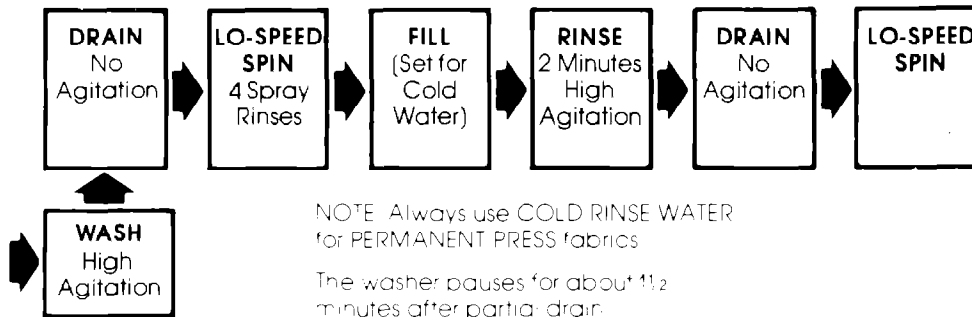 DRAIN
No
Agitation
LO-SPEED
SPIN
4 Spray
Rinses
FILL
(Set for
Cold
Water)
RINSE
2 Minutes
High
Agitation
DRAIN
No
Agitation
LO-SPEED
SPIN
WASH
High
Agitation
NOTE Always use COLD RINSE WATER
for PERMANENT PRESS fabrics
The washer pauses for about 1 1/2
minutes after partial drain